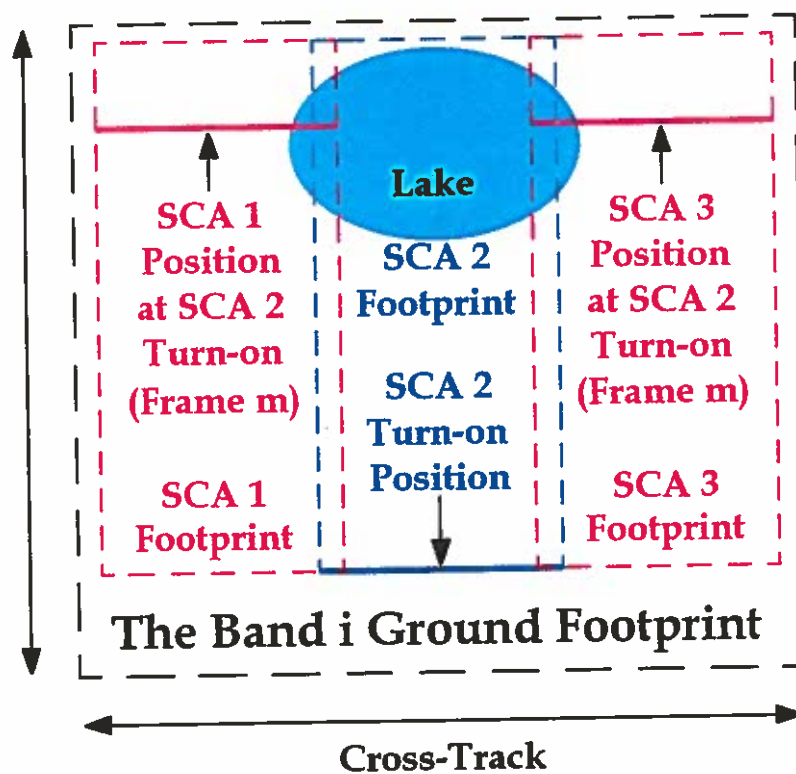 Lake
SCA 1
Position
at SCA 2
Turn-on
(Frame m)
SCA 1
Footprint
SCA 2
Footprint
SCA 2
Turn-on
Position
SCA 3
Position
at SCA 2
Turn-on
(Frame m)
SCA 3
Footprint
The Band i Ground Footprint
Cross-Track